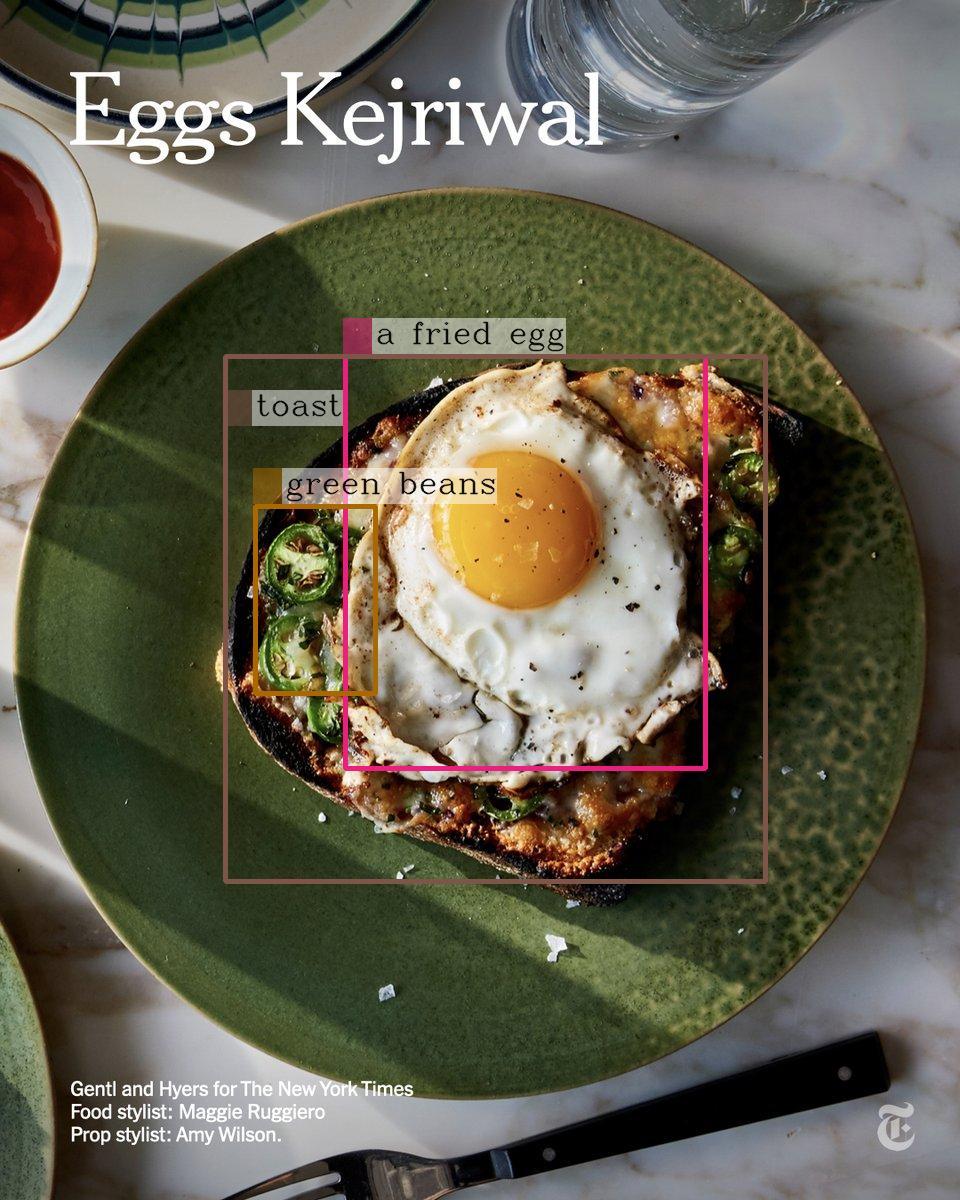 Eggs Kejriwal
a fried egg
toast
green beans
Gentl and Hyers for The New York Times
Food stylist: Maggie Ruggiero
Prop stylist: Amy Wilson.
T